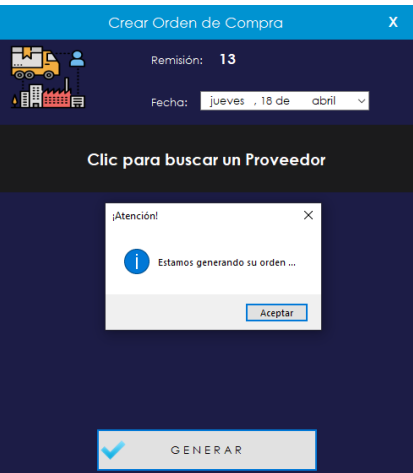 Crear Orden de Compra X
Remisión: 13
Fecha: jueves , 18 de abril
Clic para buscar un Proveedor
¡Atención!
Estamos generando su orden ...
Aceptar
GENERAR